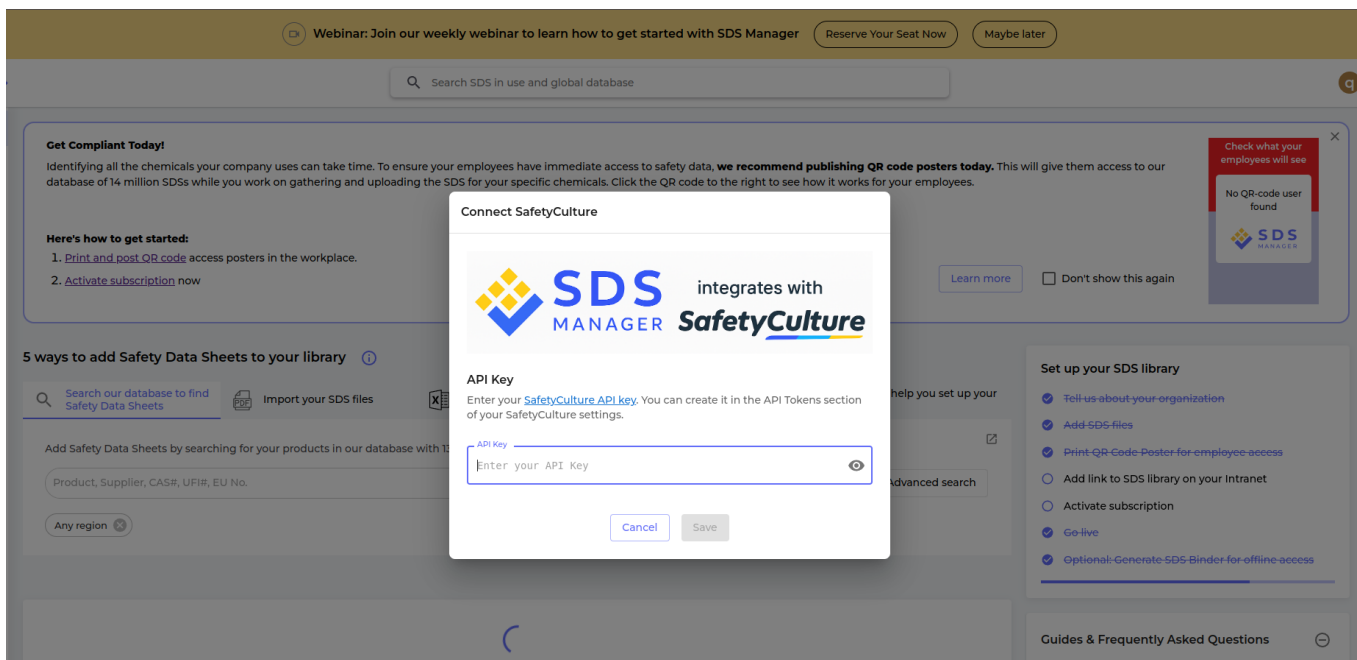 Webinar: Join our weekly webinar to learn how to get started with SDS Manager
Reserve Your Seat Now
Maybe later
Search SDS in use and global database
q
Get Compliant Today!
Identifying all the chemicals your company uses can take time. To ensure your employees have immediate access to safety data, we recommend publishing QR code posters today. This will give them access to our
database of 14 million SDSs while you work on gathering and uploading the SDS for your specific chemicals. Click the QR code to the right to see how it works for your employees.
Here's how to get started:
1. Print and post QR code access posters in the workplace.
2. Activate subscription now
Learn more
Don't show this again
Check what your
employees will see
No QR-code user
found
SDS
MANAGER
Connect SafetyCulture
SDS
MANAGER
integrates with
SafetyCulture
API Key
Enter your SafetyCulture API key. You can create it in the API Tokens section
of your SafetyCulture settings.
API Key
Enter your API Key
Cancel
Save
5 ways to add Safety Data Sheets to your library
Search our database to find
Safety Data Sheets
PDF
Import your SDS files
X
help you set up your
Add Safety Data Sheets by searching for your products in our database with 1
Product, Supplier, CAS#, UFI#, EU No.
Advanced search
Any region
Set up your SDS library
Tell us about your organization
Add SDS files
Print QR Code Poster for employee access
Add link to SDS library on your Intranet
Activate subscription
Go live
Optional: Generate SDS Binder for offline access
Guides & Frequently Asked Questions